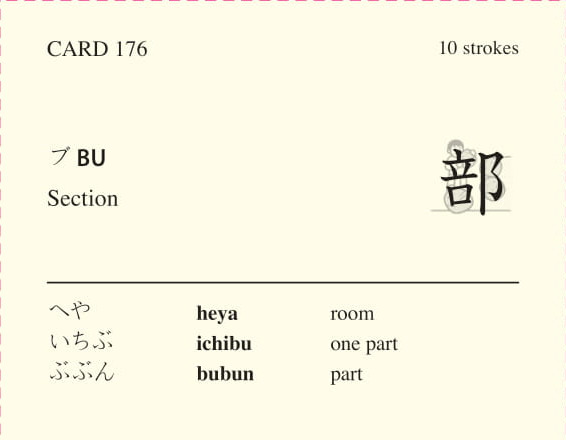 CARD 176 10 strokes
ブ BU
Section
部
へや heya room
いちぶ ichibu one part
ぶぶん bubun part